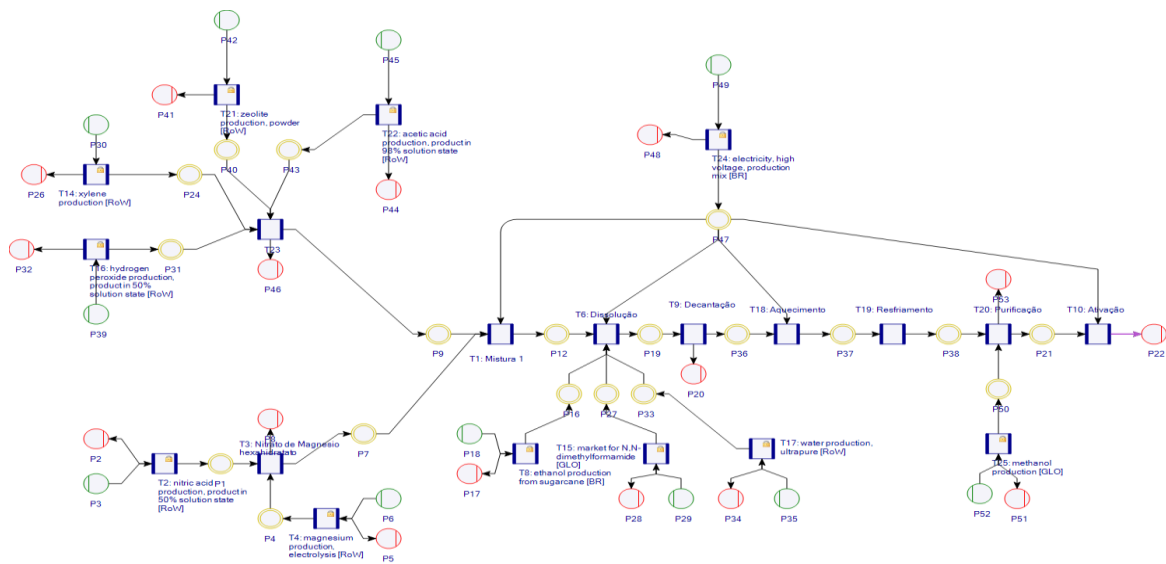 P42
P45
P49
P41
T21: zeolite
production, powder
[RoW]
T22: acetic acid
production, product in
98% solution state
[RoW]
P48
T24: electricity, high
voltage, production
mix [BR]
P30
P40
P43
P26
T14: xylene
production [RoW]
P24
P44
P47
P32
T16: hydrogen
peroxide production,
product in 50%
solution state [RoW]
P31
T23
P46
P39
P53
T6: Dissolução
T9: Decantação
T18: Aquecimento
T19: Resfriamento
T20: Purificação
T10: Ativação
P9
T1: Mistura 1
P12
P19
P36
P37
P38
P21
P22
P20
P16
P27
P33
P50
P2
P8
T3: Nitrato de Magnesio
hexahidratato
P7
P18
T15: market for N,N-
dimethylformamide
[GLO]
T17: water production,
ultrapure [RoW]
P3
T2: nitric acid
production, product in
50% solution state
[RoW]
P1
P17
T8: ethanol production
from sugarcane [BR]
T25: methanol
production [GLO]
P28
P29
P34
P35
P52
P51
P6
P4
T4: magnesium
production,
electrolysis [RoW]
P5